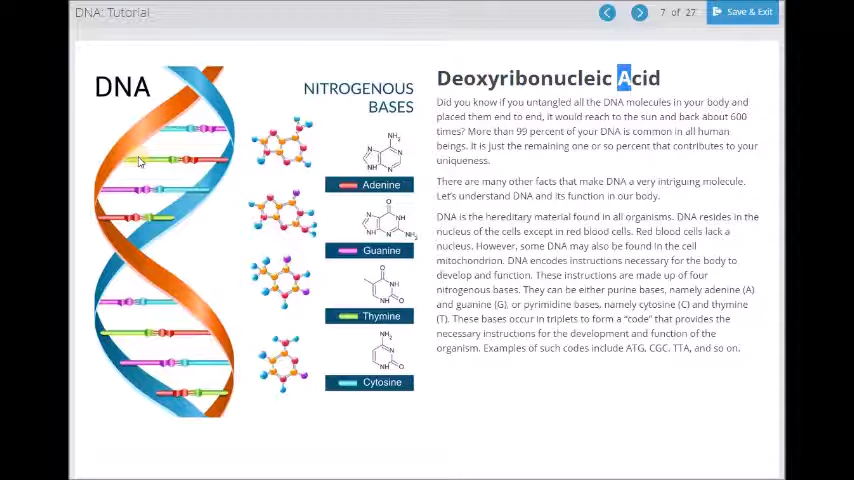 DNA: Tutorial
7 of 27
Save & Exit
DNA
NITROGENOUS
BASES
NH2
Adenine
O
NH
NH2
Guanine
O
NH
O
Thymine
NH2
N
O
Cytosine
Deoxyribonucleic Acid
Did you know if you untangled all the DNA molecules in your body and
placed them end to end, it would reach to the sun and back about 600
times? More than 99 percent of your DNA is common in all human
beings. It is just the remaining one or so percent that contributes to your
uniqueness.
There are many other facts that make DNA a very intriguing molecule.
Let's understand DNA and its function in our body.
DNA is the hereditary material found in all organisms. DNA resides in the
nucleus of the cells except in red blood cells. Red blood cells lack a
nucleus. However, some DNA may also be found in the cell
mitochondrion. DNA encodes instructions necessary for the body to
develop and function. These instructions are made up of four
nitrogenous bases. They can be either purine bases, namely adenine (A)
and guanine (G), or pyrimidine bases, namely cytosine (C) and thymine
(T). These bases occur in triplets to form a “code” that provides the
necessary instructions for the development and function of the
organism. Examples of such codes include ATG, CGC, TTA, and so on.